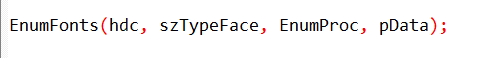 EnumFonts(hdc, szTypeFace, EnumProc, pData);